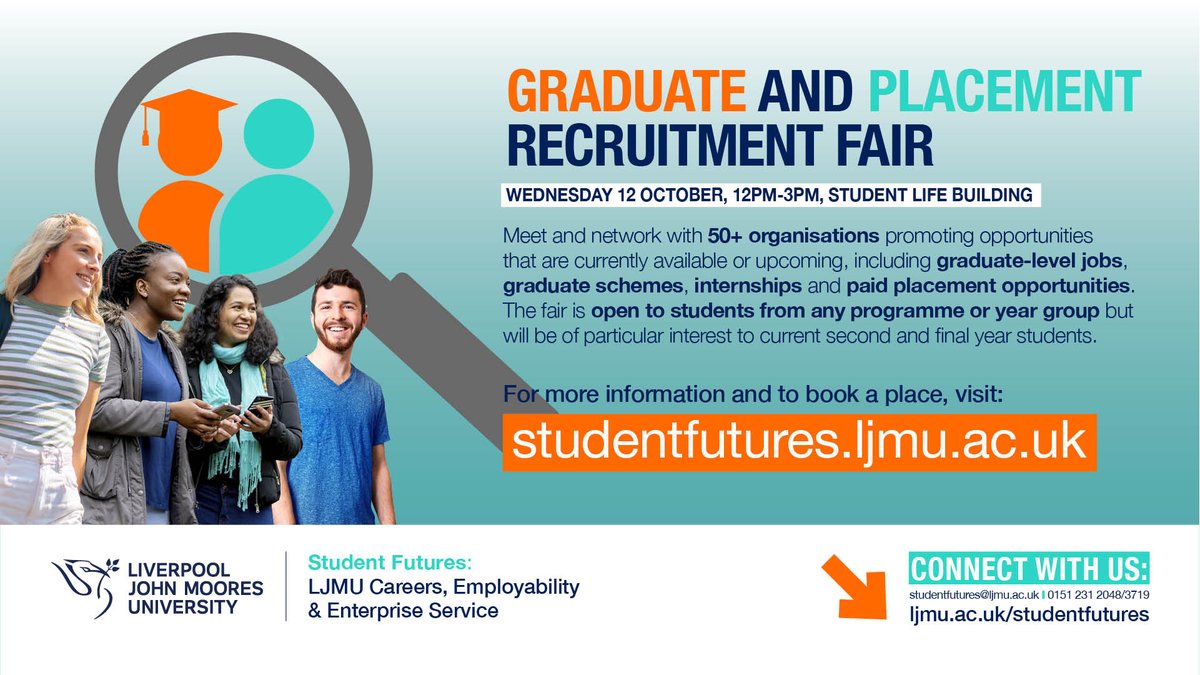 GRADUATE AND PLACEMENT
RECRUITMENT FAIR
WEDNESDAY 12 OCTOBER, 12PM-3PM, STUDENT LIFE BUILDING
Meet and network with 50+ organisations promoting opportunities
that are currently available or upcoming, including graduate-level jobs,
graduate schemes, internships and paid placement opportunities.
The fair is open to students from any programme or year group but
will be of particular interest to current second and final year students.
For more information and to book a place, visit:
studentfutures.ljmu.ac.uk
LIVERPOOL
JOHN MOORES
UNIVERSITY
Student Futures:
LJMU Careers, Employability
& Enterprise Service
CONNECT WITH US:
studentfutures@ljmu.ac.uk I 0151 231 2048/3719
ljmu.ac.uk/studentfutures